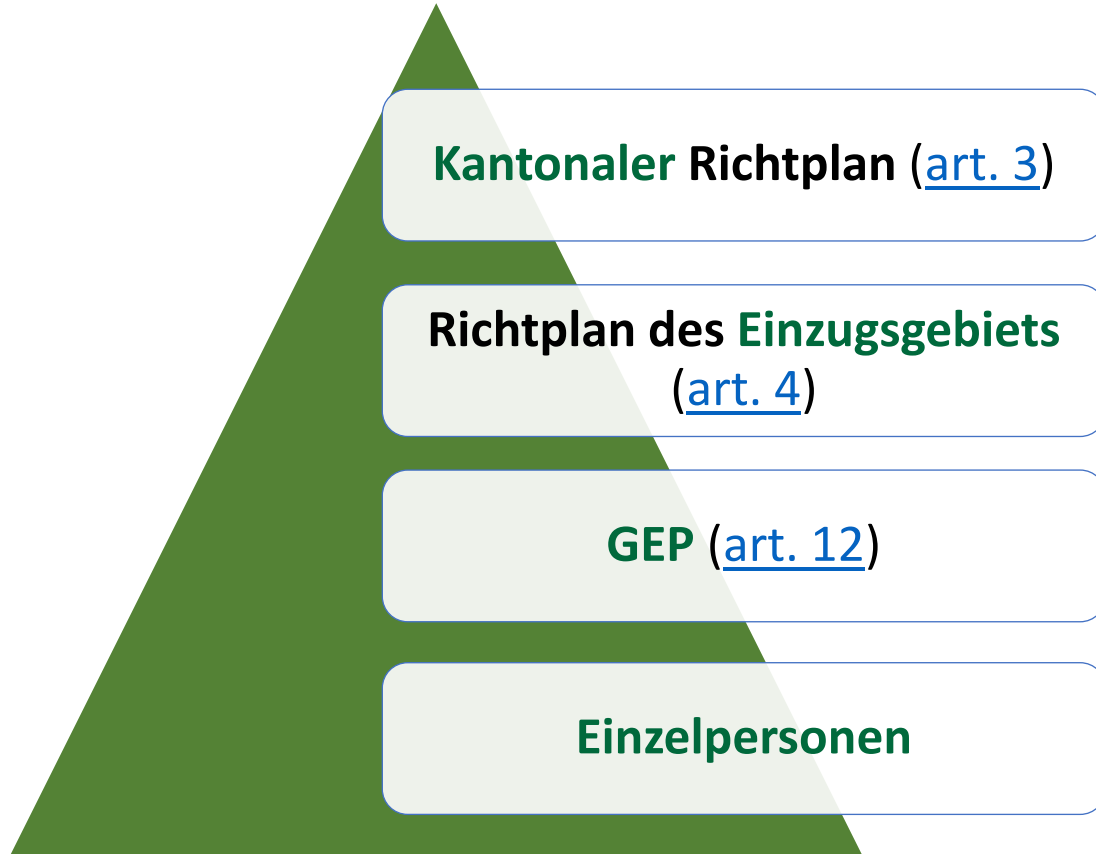 Kantonaler Richtplan (art. 3)
Richtplan des Einzugsgebiets
(art. 4)
GEP (art. 12)
Einzelpersonen